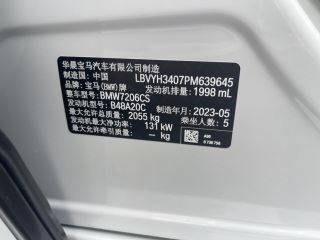 华晨宝马汽车有限公司 制造
制造国: 中国 LBVYH3407PM639645
品牌: 宝马(BMW)牌 发动机排量: 1998 mL
整车型号: BMW7206CS
发动机型号: B48A20C 制造年月: 2023-05
最大允许总质量: 2055 kg 乘坐人数: 5
最大净功率: 131 kW
最大允许牵引质量: - kg